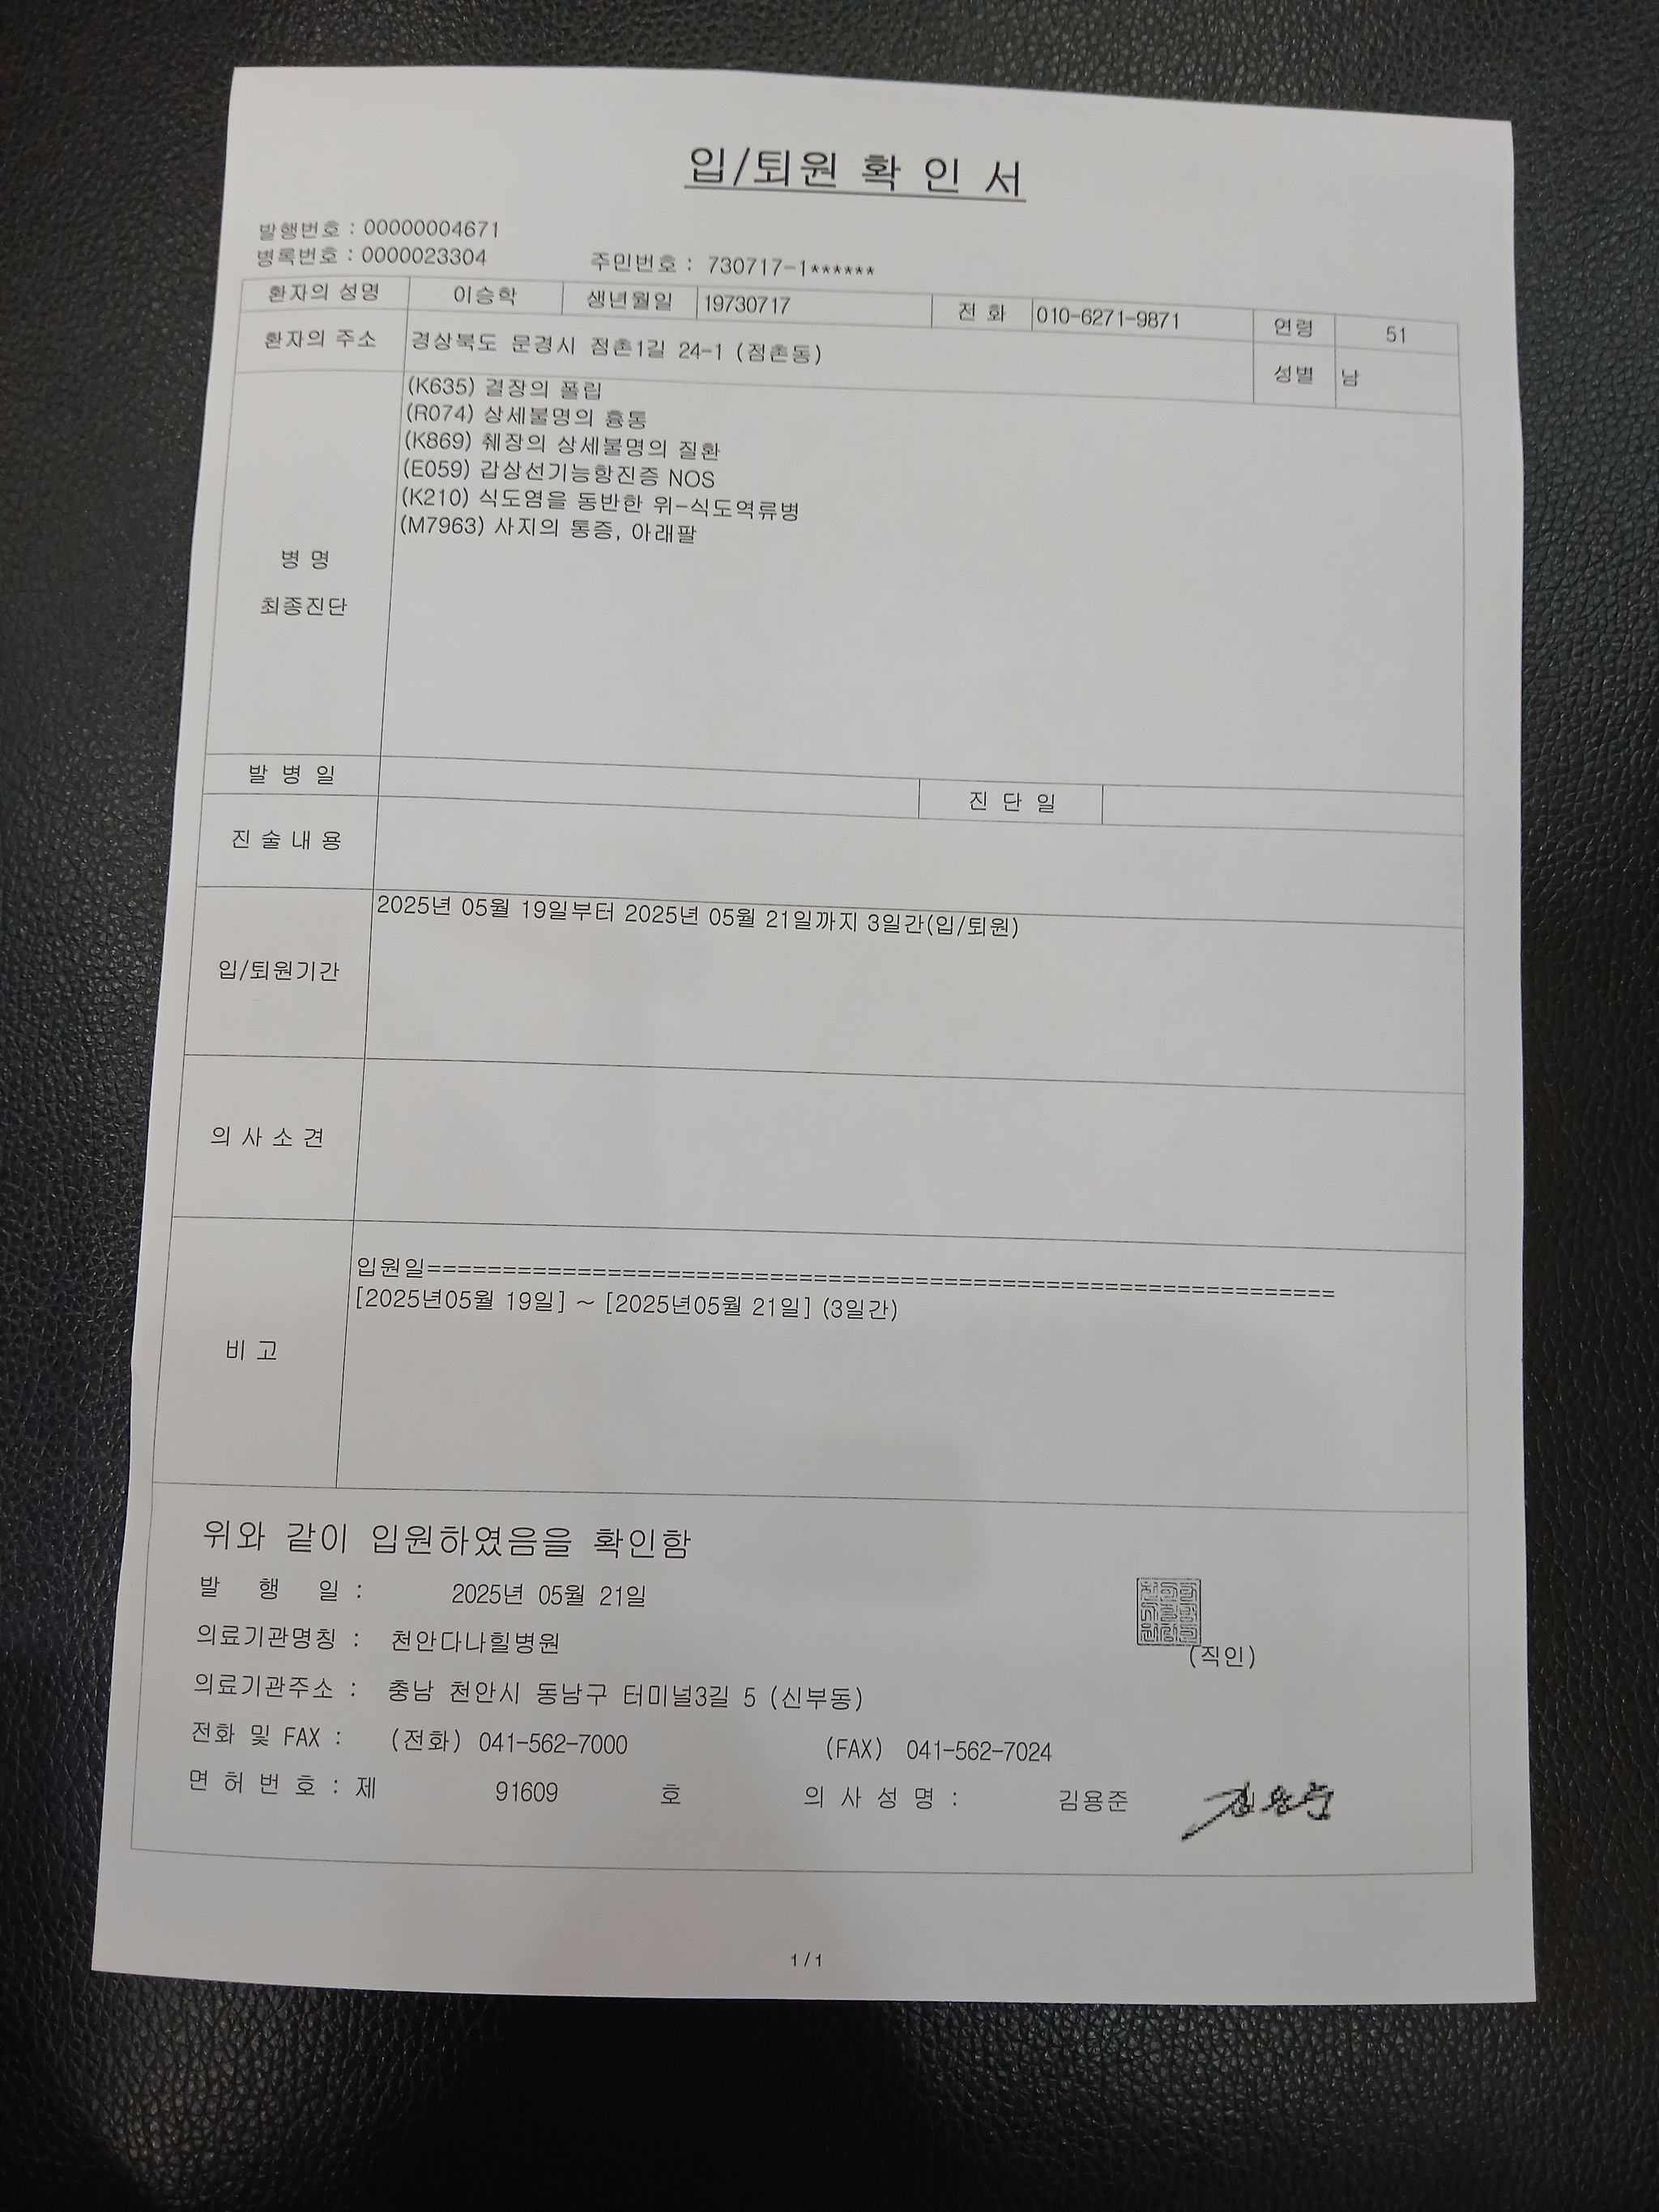 입/퇴원 확 인 서
발행번호 : 00000004671
병록번호 : 0000023304 주민번호 : 730717-1******
환자의 성명 이승학 생년월일 19730717 전 화 010-6271-9871 연령 51
환자의 주소 경상북도 문경시 점촌1길 24-1 (점촌동) 성별 남
(K635) 결장의 폴립
(R074) 상세불명의 흉통
(K869) 췌장의 상세불명의 질환
(E059) 갑상선기능항진증 NOS
(K210) 식도염을 동반한 위-식도역류병
(M7963) 사지의 통증, 아래팔
병 명
최종진단
발 병 일 진 단 일
진 술 내 용
2025년 05월 19일부터 2025년 05월 21일까지 3일간(입/퇴원)
입/퇴원기간
의 사 소 견
입원일==============================================================
[2025년05월 19일] ~ [2025년05월 21일] (3일간)
비 고
위와 같이 입원하였음을 확인함
발 행 일 : 2025년 05월 21일
의료기관명칭 : 천안다나힐병원
(직인)
의료기관주소 : 충남 천안시 동남구 터미널3길 5 (신부동)
전화 및 FAX : (전화) 041-562-7000 (FAX) 041-562-7024
면 허 번 호 : 제 91609 호 의 사 성 명 : 김용준
1 / 1